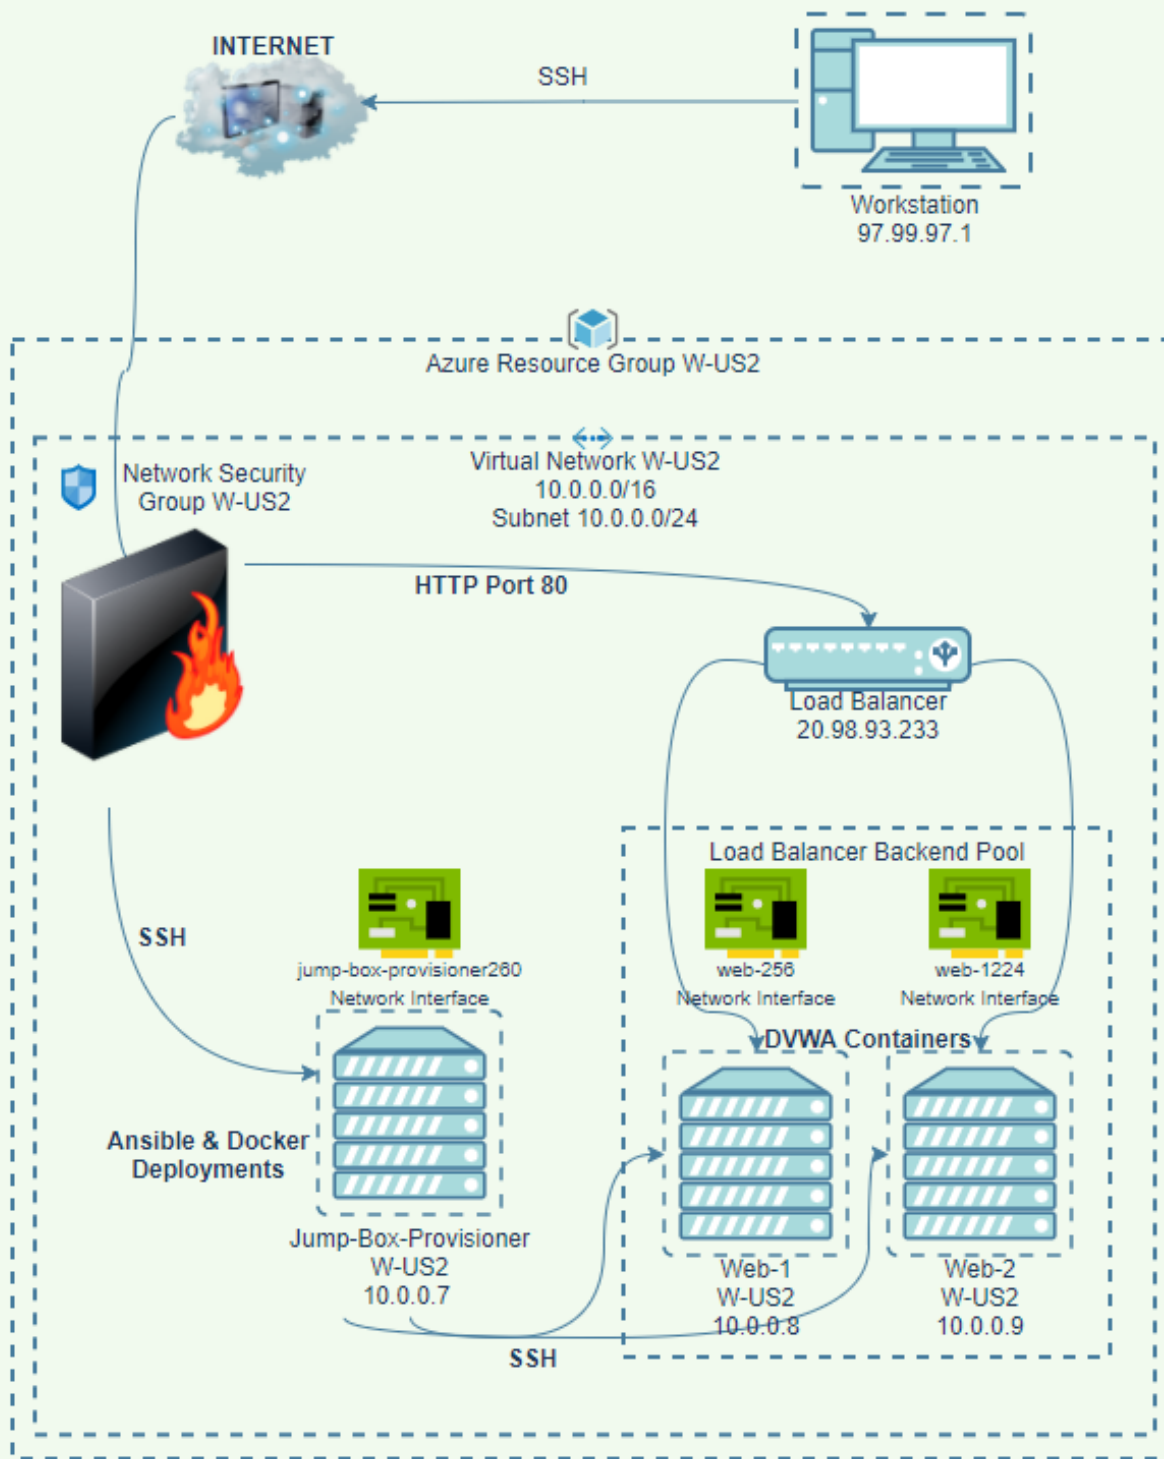 INTERNET
SSH
Workstation
97.99.97.1
Azure Resource Group W-US2
Network Security
Group W-US2
Virtual Network W-US2
10.0.0.0/16
Subnet 10.0.0.0/24
HTTP Port 80
Load Balancer
20.98.93.233
Load Balancer Backend Pool
SSH
jump-box-provisioner260
Network Interface
web-256
Network Interface
web-1224
Network Interface
DVWA Containers
Ansible & Docker
Deployments
Jump-Box-Provisioner
W-US2
10.0.0.7
Web-1
W-US2
10.0.0.8
Web-2
W-US2
10.0.0.9
SSH